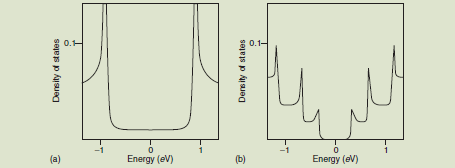 Density of states
0.1
−1 0 1
Energy (eV)
(a)
Density of states
0.1
−1 0 1
Energy (eV)
(b)